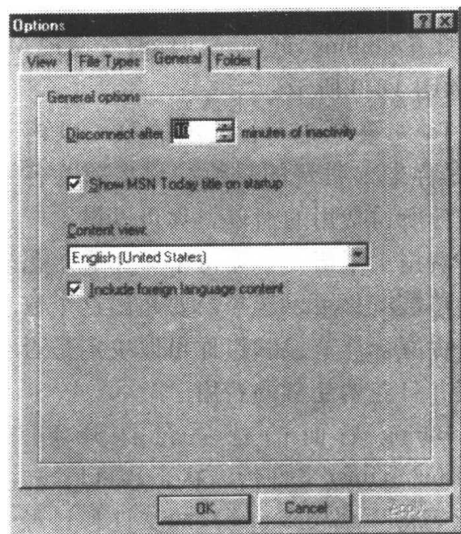 Options
View File Types General Folder
General options
Disconnect after 10 minutes of inactivity
Show MSN Today title on startup
Content view:
English (United States)
Include foreign language content
OK Cancel Apply